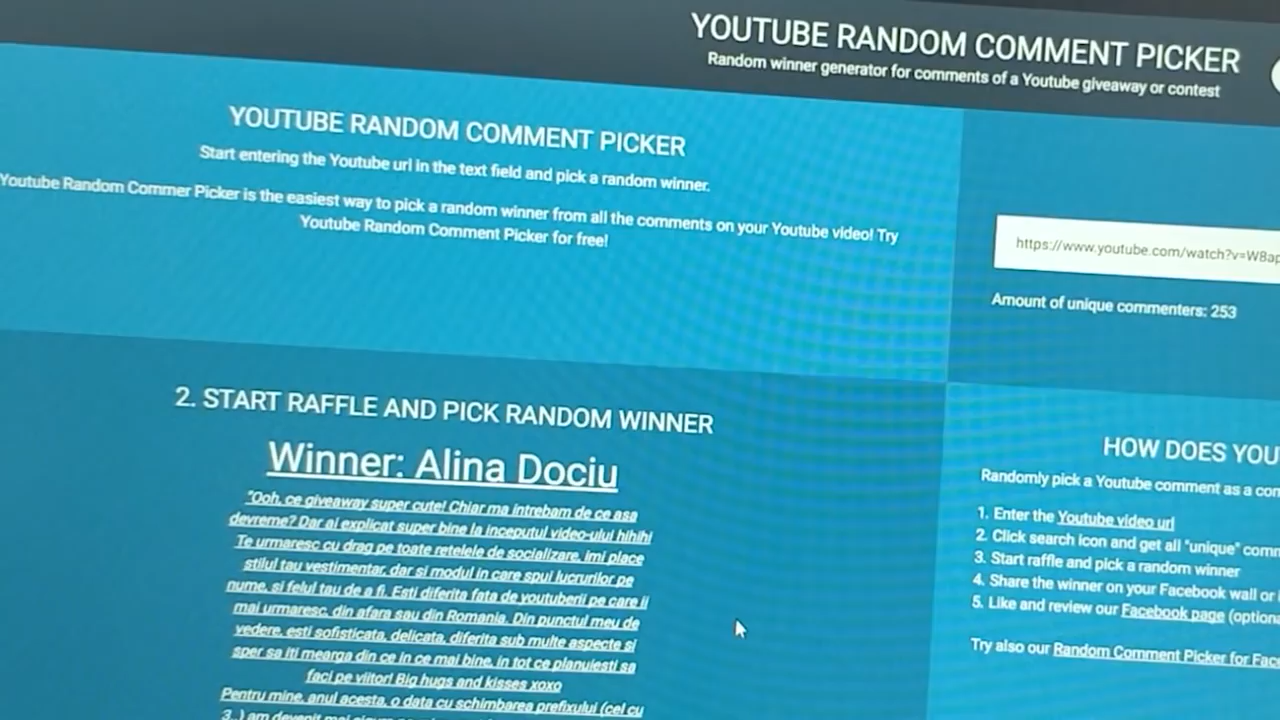 YOUTUBE RANDOM COMMENT PICKER
Random winner generator for comments of a Youtube giveaway or contest
YOUTUBE RANDOM COMMENT PICKER
Start entering the Youtube url in the text field and pick a random winner.
Youtube Random Commer Picker is the easiest way to pick a random winner from all the comments on your Youtube video! Try
Youtube Random Comment Picker for free!
https://www.youtube.com/watch?v=W8ap
Amount of unique commenters: 253
2. START RAFFLE AND PICK RANDOM WINNER
Winner: Alina Dociu
"Ooh, ce giveaway super cute! Chiar ma intrebam de ce asa
devreme? Dar ai explicat super bine la inceputul video-ului hihihi
Te urmaresc cu drag pe toate retelele de socializare, imi place
stilul tau vestimentar, dar si modul in care spui lucrurilor pe
nume, si felul tau de a fi. Esti diferita fata de youtuberii pe care ii
mai urmaresc, din afara sau din Romania. Din punctul meu de
vedere, esti sofisticata, delicata, diferita sub multe aspecte si
sper sa iti mearga din ce in ce mai bine, in tot ce planuiesti sa
faci pe viitor! Big hugs and kisses xoxo
Pentru mine, anul acesta, o data cu schimbarea prefixului (cel cu
3..) am devenit mai
HOW DOES YOU
Randomly pick a Youtube comment as a con
1. Enter the Youtube video url
2. Click search icon and get all "unique" comm
3. Start raffle and pick a random winner
4. Share the winner on your Facebook wall or
5. Like and review our Facebook page (optiona
Try also our Random Comment Picker for Fac